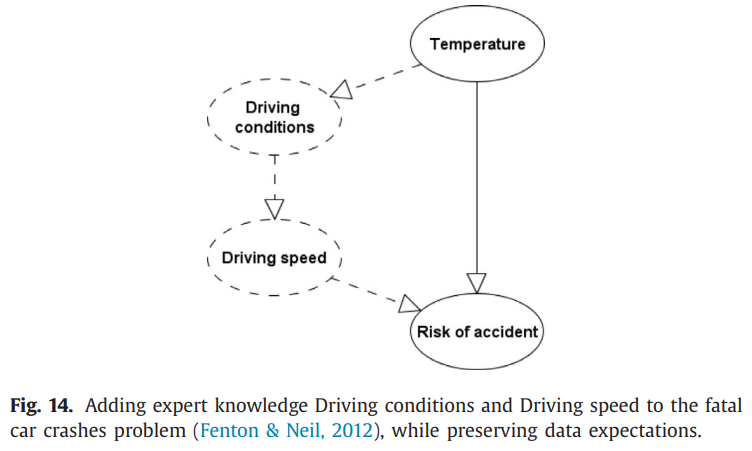 Temperature
Driving
conditions
Driving speed
Risk of accident
Fig. 14. Adding expert knowledge Driving conditions and Driving speed to the fatal
car crashes problem (Fenton & Neil, 2012), while preserving data expectations.